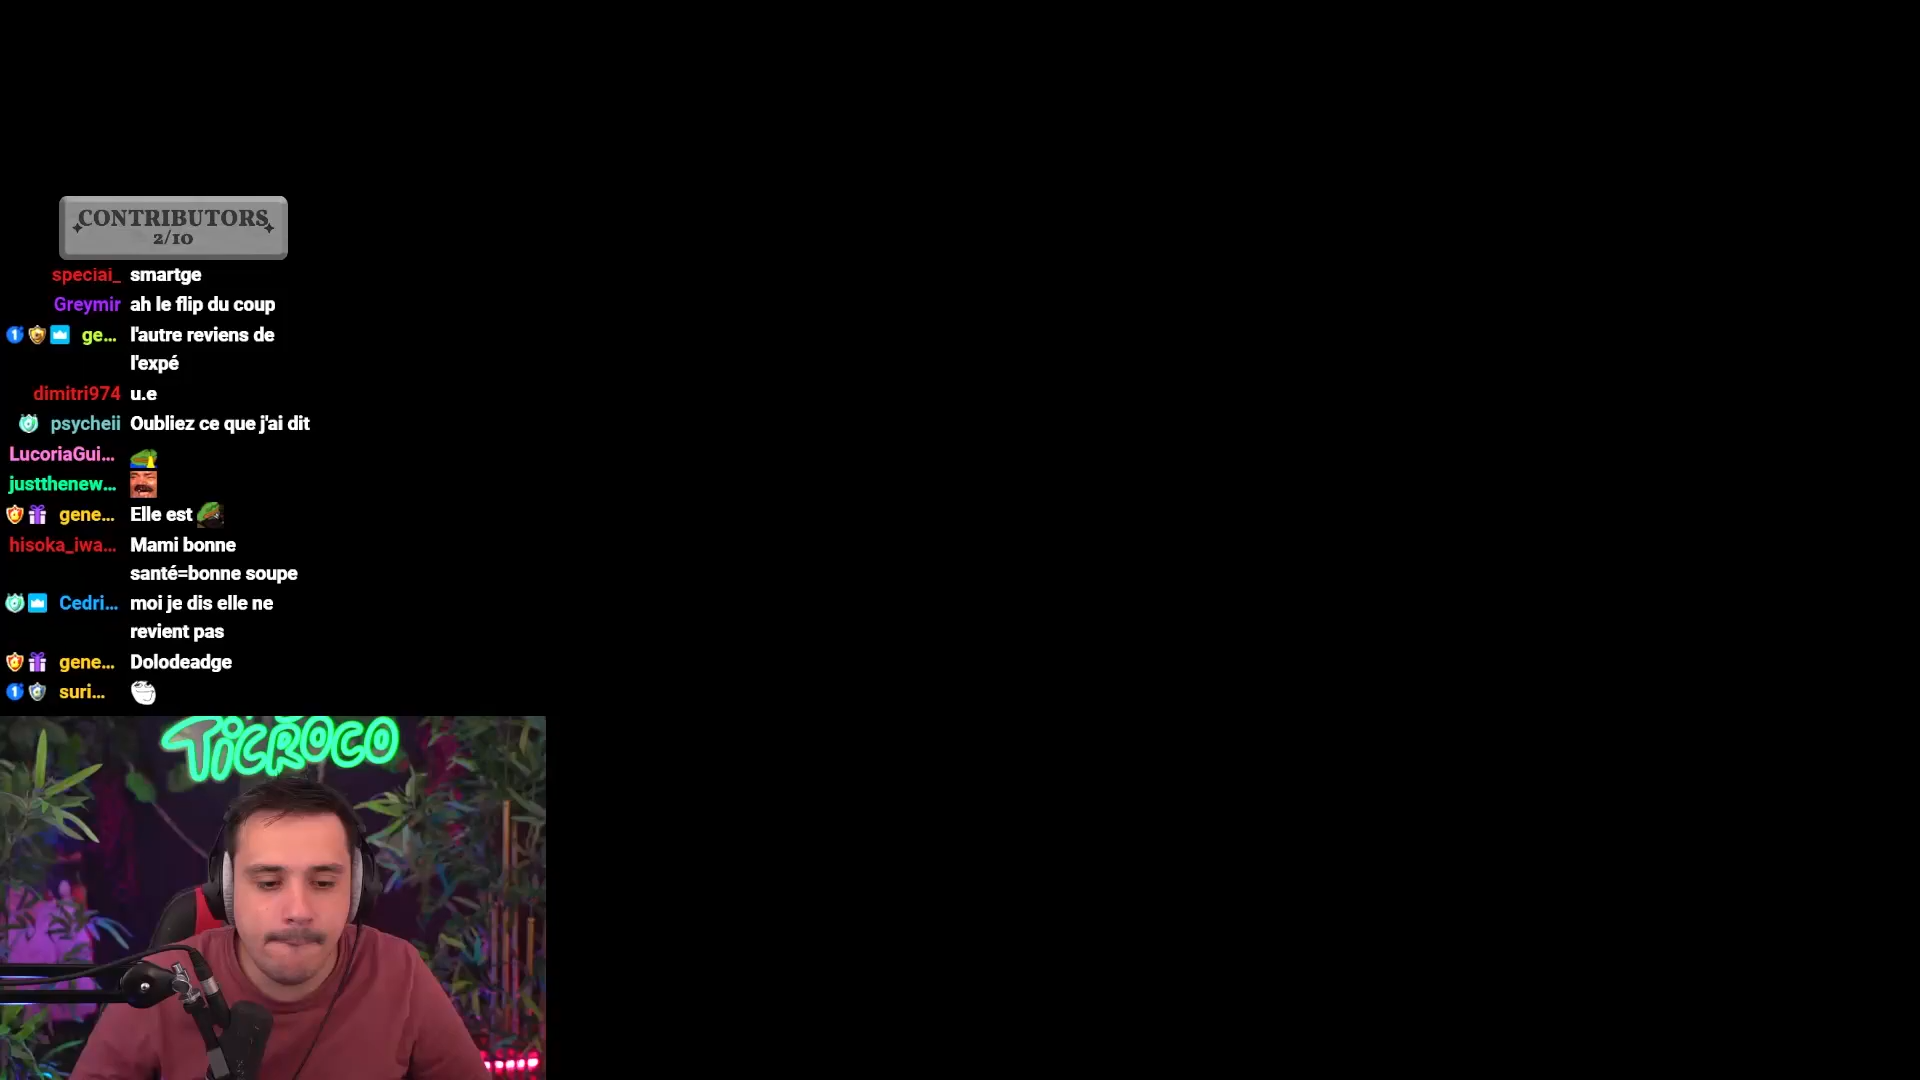 CONTRIBUTORS
2/10
speciai_ smartge
Greymir ah le flip du coup
ge... l'autre reviens de
l'expé
dimitri974 u.e
psycheii Oubliez ce que j'ai dit
LucoriaGui...
justthenew...
gene... Elle est
hisoka_iwa... Mami bonne
santé=bonne soupe
Cedri... moi je dis elle ne
revient pas
gene... Dolodeadge
suri...
TiCROCO